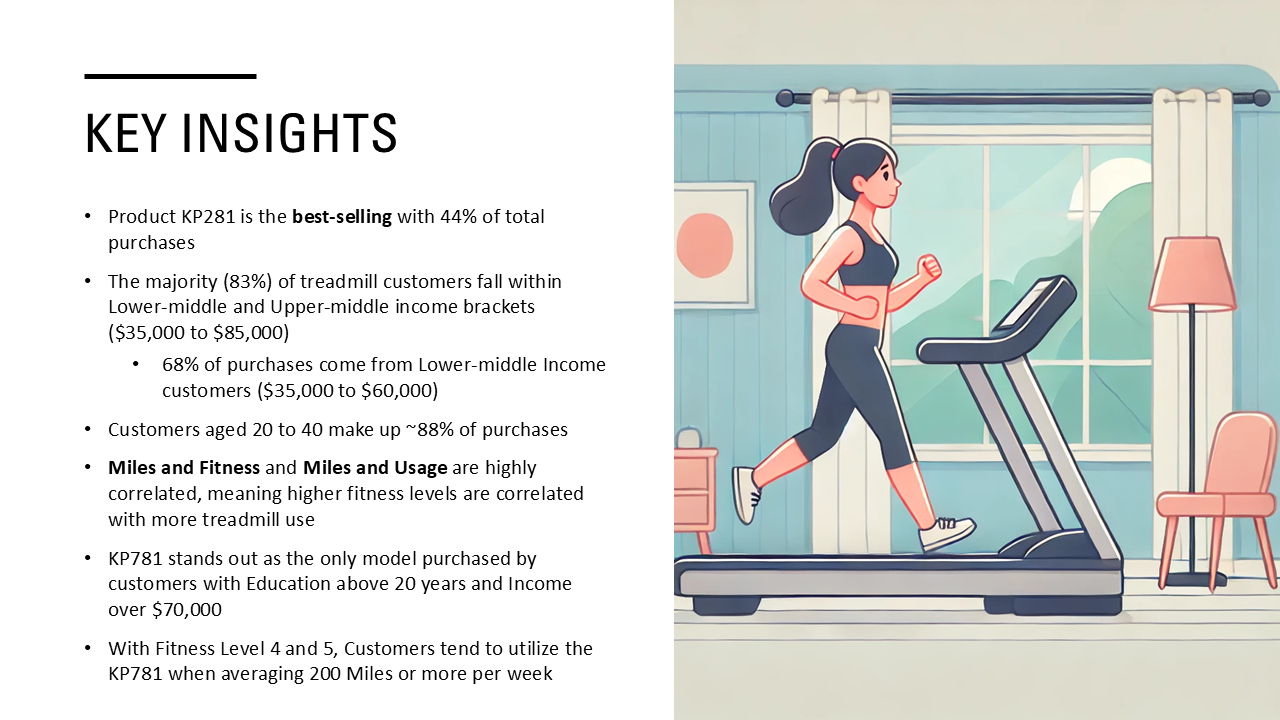 KEY INSIGHTS
• Product KP281 is the best-selling with 44% of total
purchases
• The majority (83%) of treadmill customers fall within
Lower-middle and Upper-middle income brackets
($35,000 to $85,000)
• 68% of purchases come from Lower-middle Income
customers ($35,000 to $60,000)
• Customers aged 20 to 40 make up ~88% of purchases
• Miles and Fitness and Miles and Usage are highly
correlated, meaning higher fitness levels are correlated
with more treadmill use
• KP781 stands out as the only model purchased by
customers with Education above 20 years and Income
over $70,000
• With Fitness Level 4 and 5, Customers tend to utilize the
KP781 when averaging 200 Miles or more per week